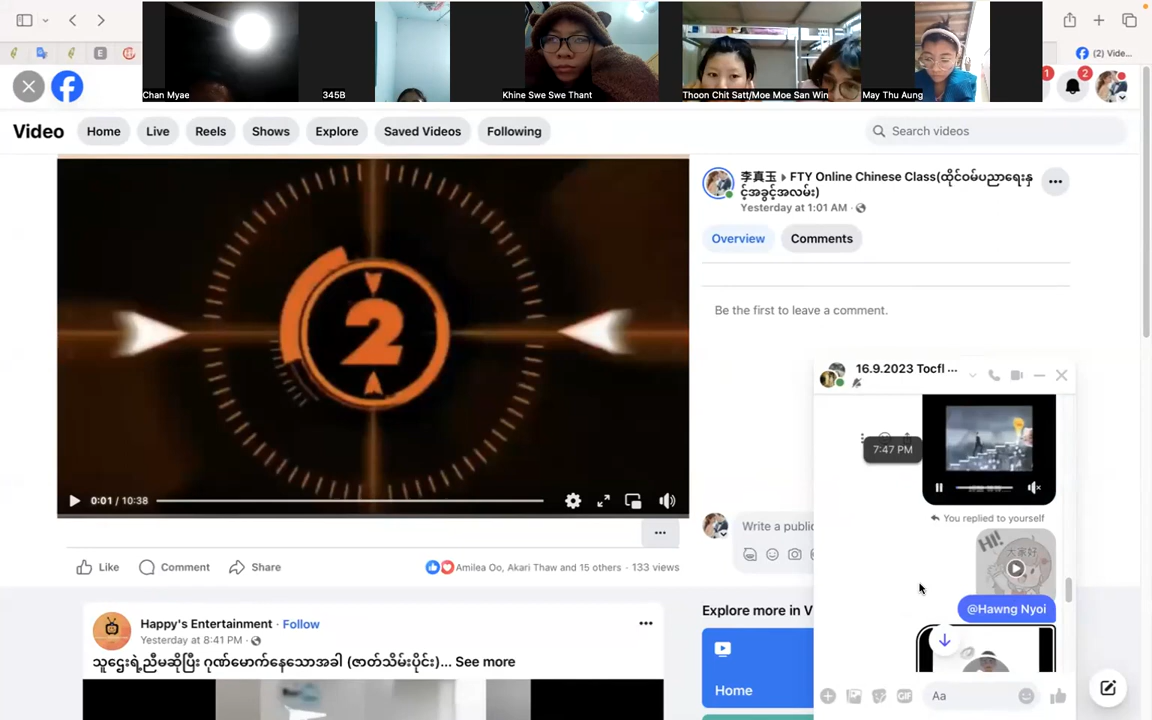 Chan Myae
345B
Khine Swe Swe Thant
Thoon Chit Satt/Moe Moe San Win
May Thu Aung
E
(2) Vide...
1
2
Video
Home
Live
Reels
Shows
Explore
Saved Videos
Following
Search videos
2
0:01 / 10:38
李真玉 ▸ FTY Online Chinese Class(ထိုင်ဝမ်ပညာရေးနှ
င့်အခွင့်အလမ်း)
Yesterday at 1:01 AM ·
Overview
Comments
Be the first to leave a comment.
16.9.2023 Tocfl ...
7:47 PM
You replied to yourself
HI!
大家好
@Hawng Nyoi
GIF
Aa
Write a public
Like
Comment
Share
Amilea Oo, Akari Thaw and 15 others · 133 views
Happy's Entertainment · Follow
Yesterday at 8:41 PM ·
သူဌေးရဲ့ညီမဆိုပြီး ဂုဏ်မောက်နေသောအခါ (ဇာတ်သိမ်းပိုင်း)... See more
Explore more in V
Home